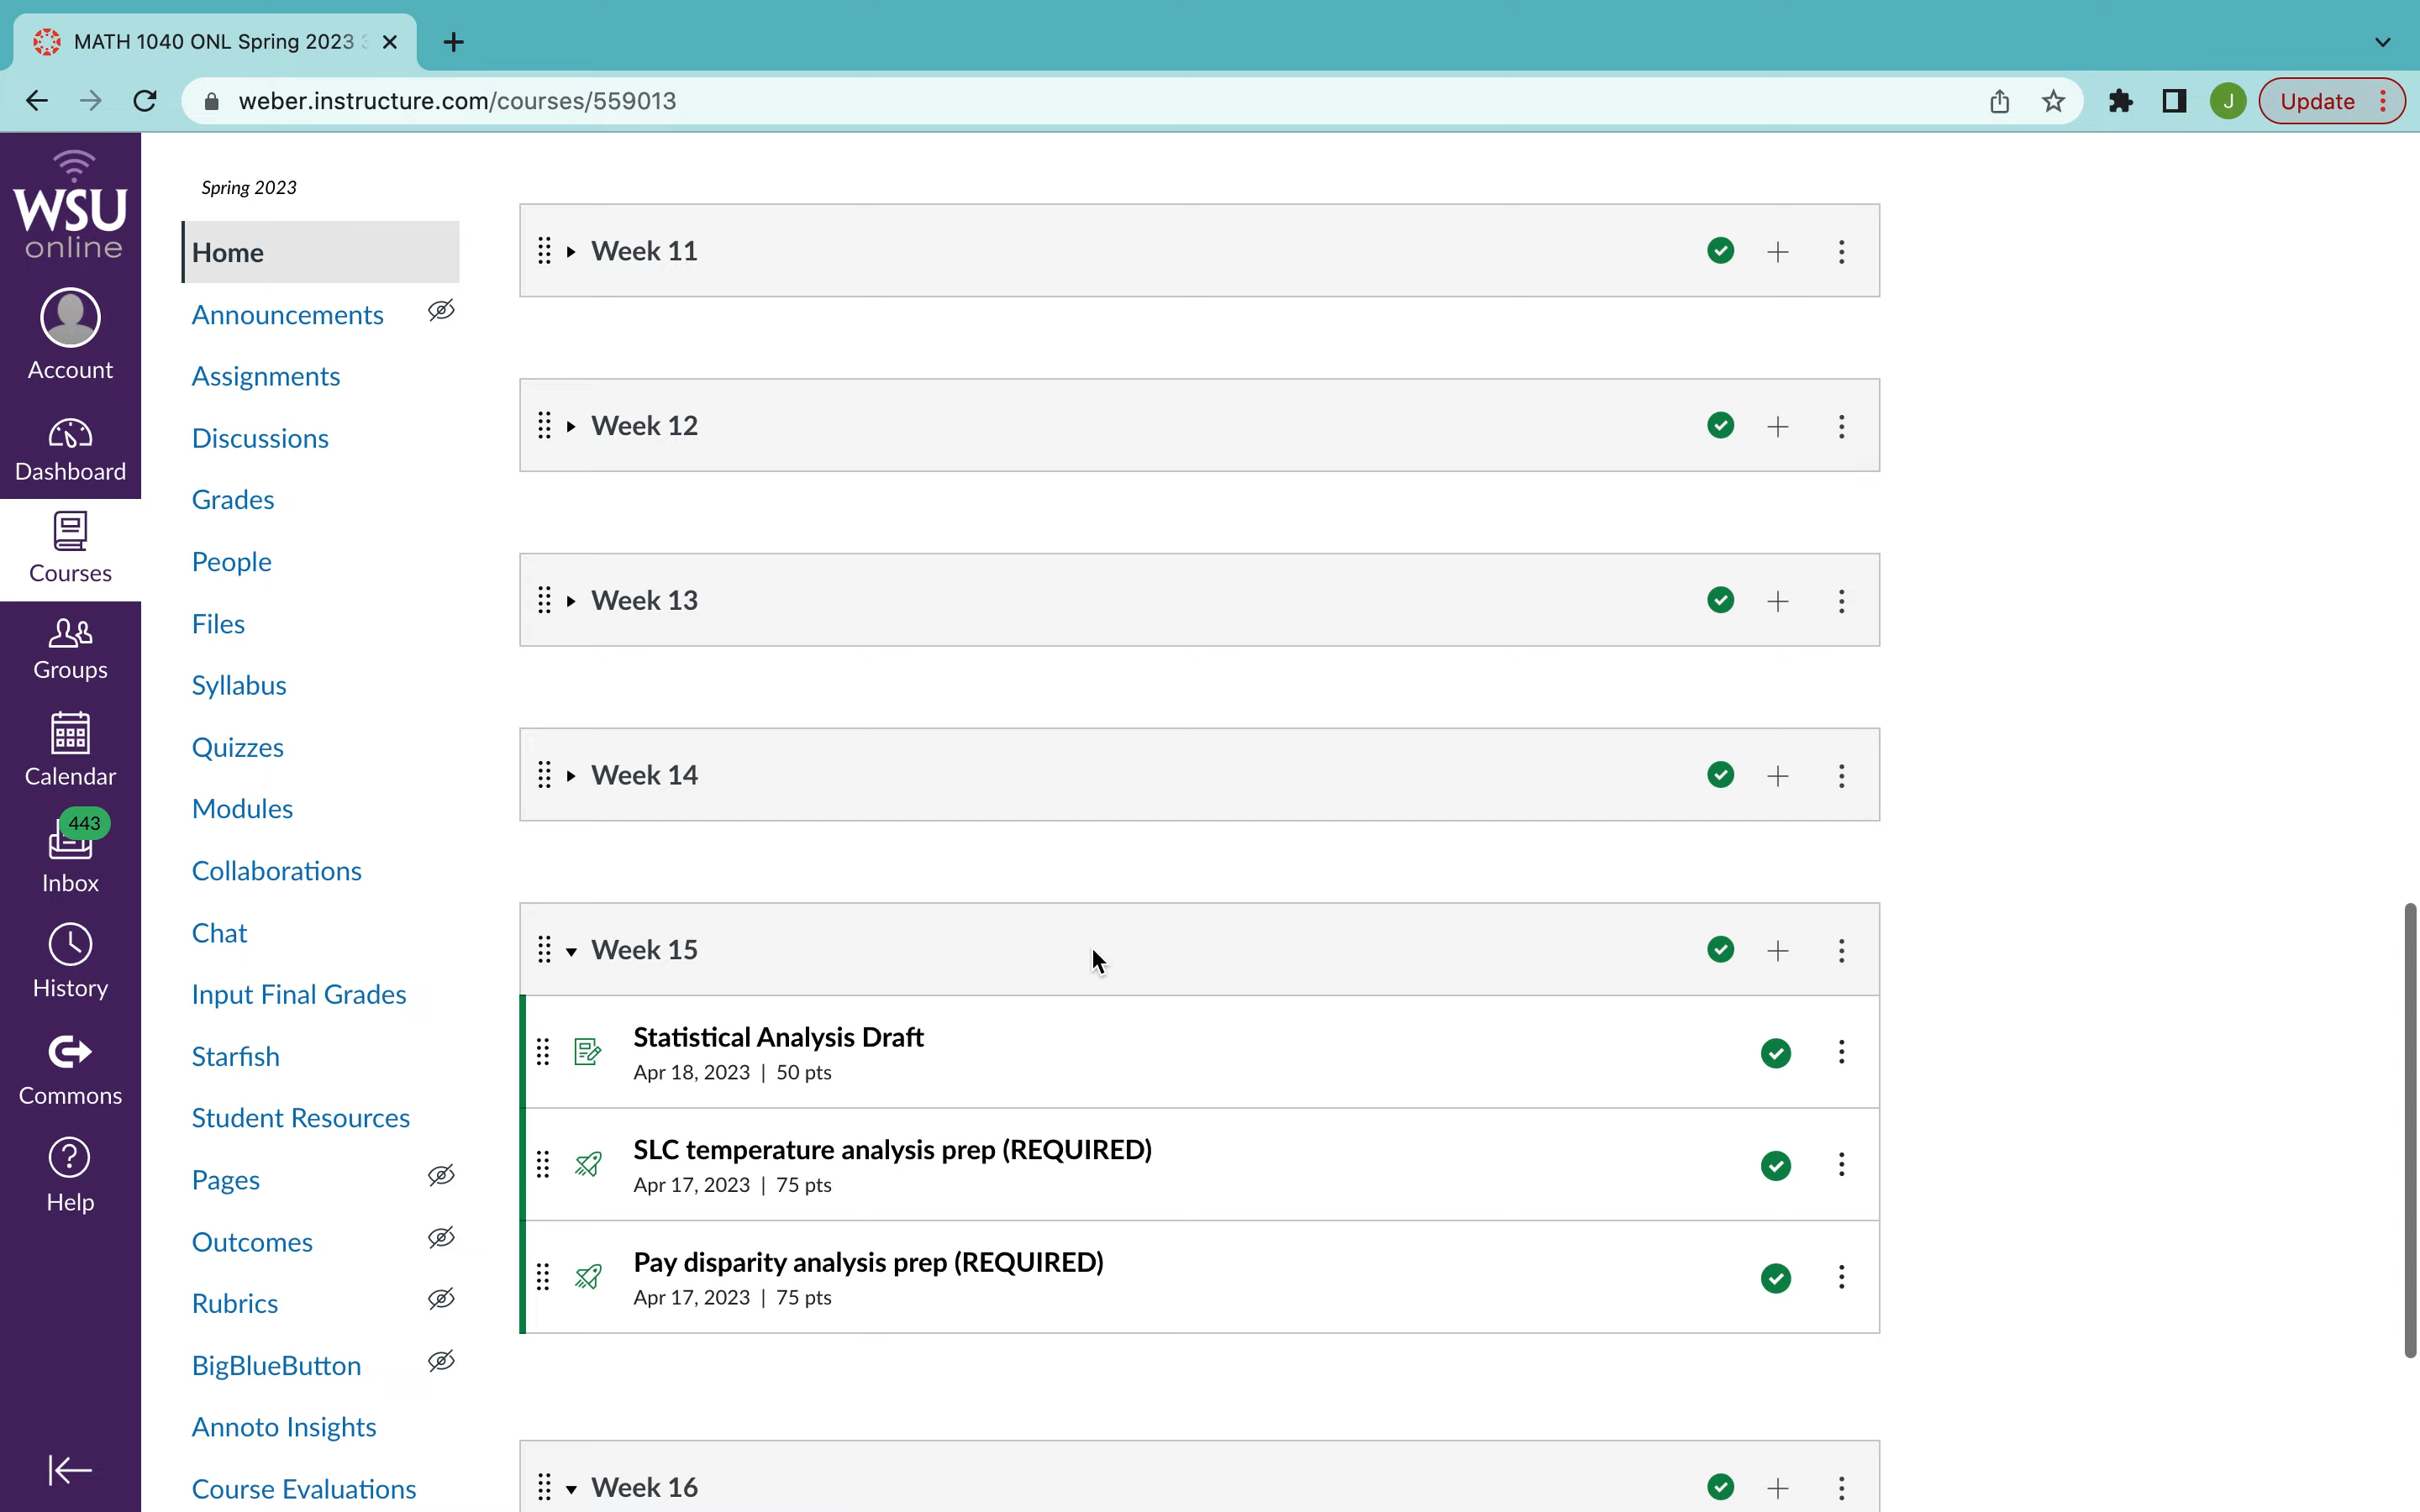 MATH 1040 ONL Spring 2023
weber.instructure.com/courses/559013
J
Update
WSU
online
Account
Dashboard
Courses
Groups
Calendar
443
Inbox
History
Commons
Help
Spring 2023
Home
Announcements
Assignments
Discussions
Grades
People
Files
Syllabus
Quizzes
Modules
Collaborations
Chat
Input Final Grades
Starfish
Student Resources
Pages
Outcomes
Rubrics
BigBlueButton
Annoto Insights
Course Evaluations
Week 11
Week 12
Week 13
Week 14
Week 15
Statistical Analysis Draft
Apr 18, 2023 | 50 pts
SLC temperature analysis prep (REQUIRED)
Apr 17, 2023 | 75 pts
Pay disparity analysis prep (REQUIRED)
Apr 17, 2023 | 75 pts
Week 16